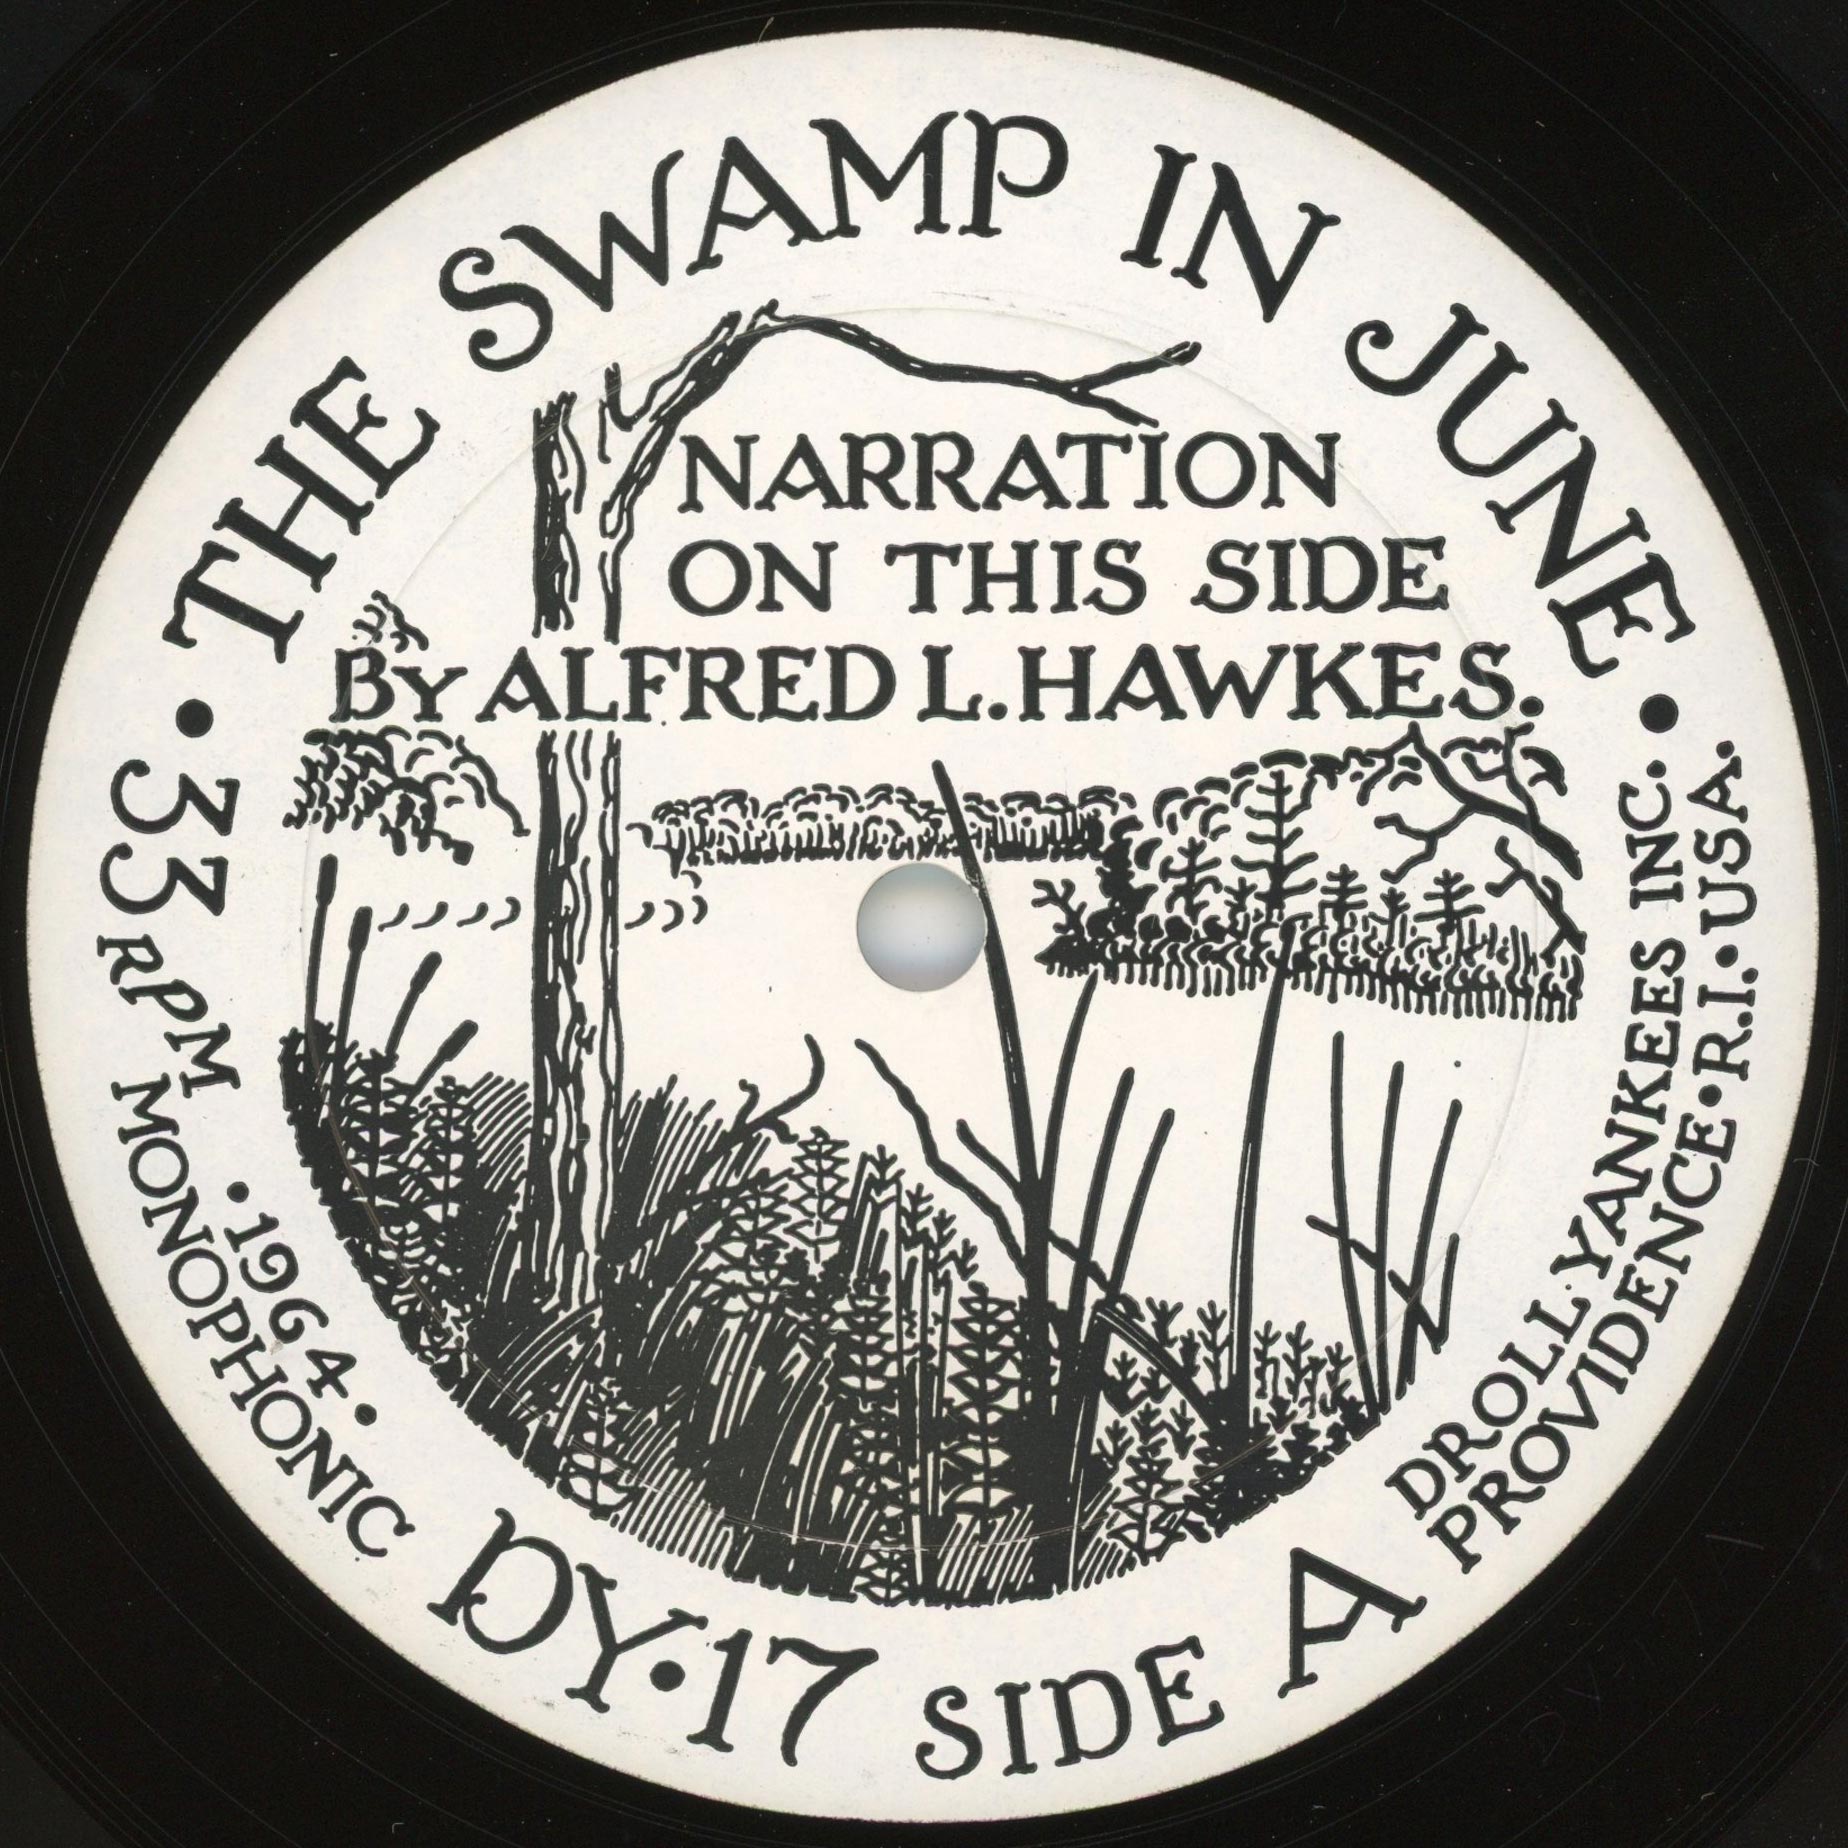 • THE SWAMP IN JUNE •
NARRATION
ON THIS SIDE
BY ALFRED L. HAWKES.
33 RPM MONOPHONIC
• 1964 •
DY•17 SIDE A
DROLL YANKEES INC.
PROVIDENCE•R.I.•USA.